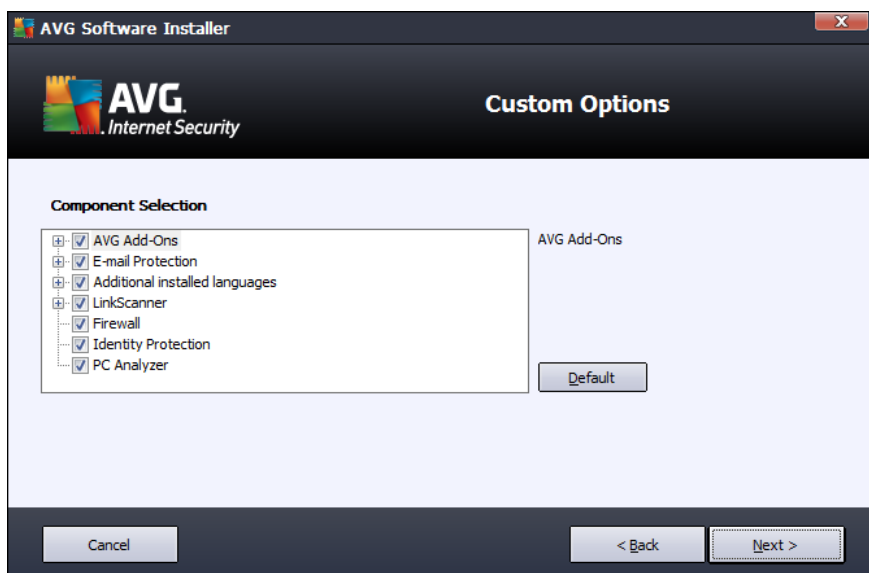 AVG Software Installer
X
AVG.
Internet Security
Custom Options
Component Selection
AVG Add-Ons
E-mail Protection
Additional installed languages
LinkScanner
Firewall
Identity Protection
PC Analyzer
AVG Add-Ons
Default
Cancel
< Back
Next >